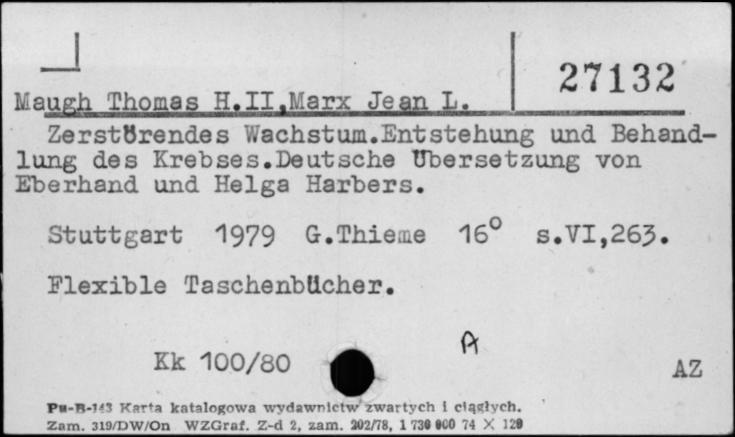 27132
Maugh Thomas H.II,Marx Jean L.
Zerstörendes Wachstum.Entstehung und Behand-
lung des Krebses.Deutsche Übersetzung von
Eberhand und Helga Harbers.
Stuttgart 1979 G.Thieme 16° s.VI,263.
Flexible Taschenbücher.
A
Kk 100/80
AZ
Pu-B-143 Karta katalogowa wydawnictw zwartych i ciągłych.
Zam. 319/DW/On WZGraf. Z-d 2, zam. 202/78, 1 730 000 74 X 120